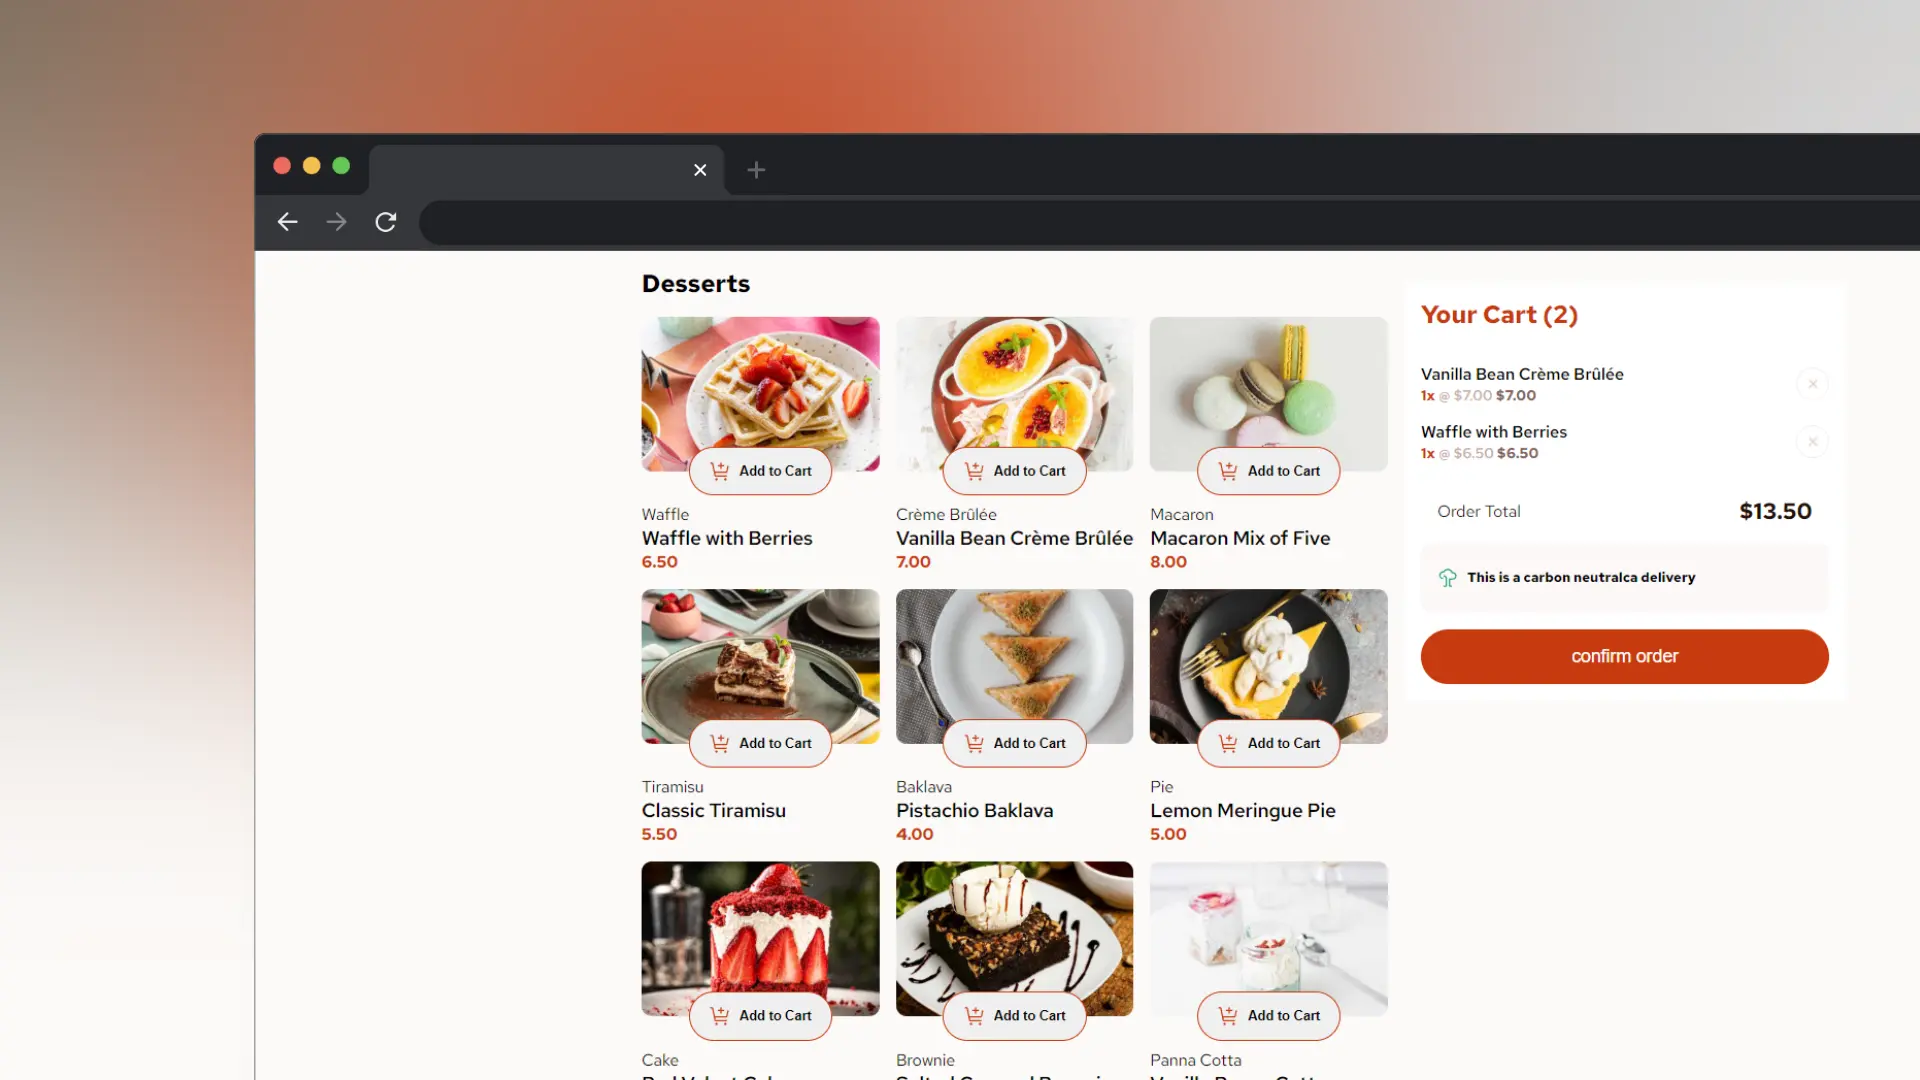 Desserts
Add to Cart
Add to Cart
Add to Cart
Waffle
Waffle with Berries
6.50
Crème Brûlée
Vanilla Bean Crème Brûlée
7.00
Macaron
Macaron Mix of Five
8.00
Add to Cart
Add to Cart
Add to Cart
Tiramisu
Classic Tiramisu
5.50
Baklava
Pistachio Baklava
4.00
Pie
Lemon Meringue Pie
5.00
Add to Cart
Add to Cart
Add to Cart
Cake
Brownie
Panna Cotta
Your Cart (2)
Vanilla Bean Crème Brûlée
1x @ $7.00 $7.00
Waffle with Berries
1x @ $6.50 $6.50
Order Total
$13.50
This is a carbon neutralca delivery
confirm order